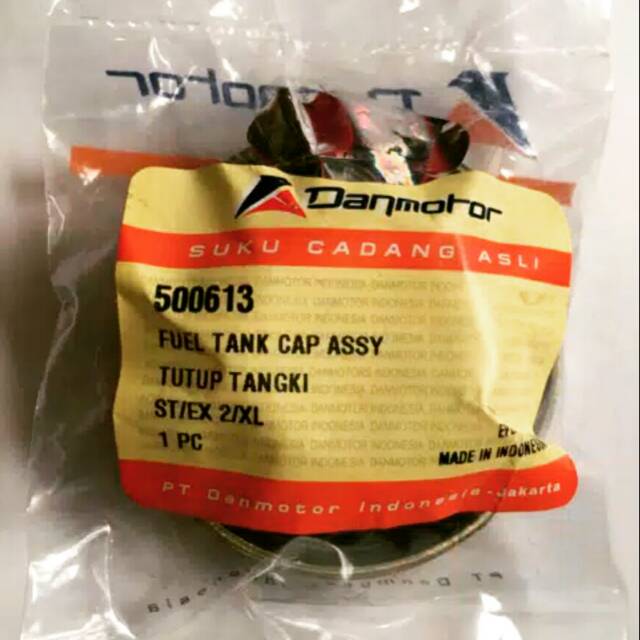 Danmotor
SUKU CADANG ASLI
500613
FUEL TANK CAP ASSY
TUTUP TANGKI
ST/EX 2/XL
1 PC
MADE IN INDONE
PT Danmotor Indonesia - Jakarta